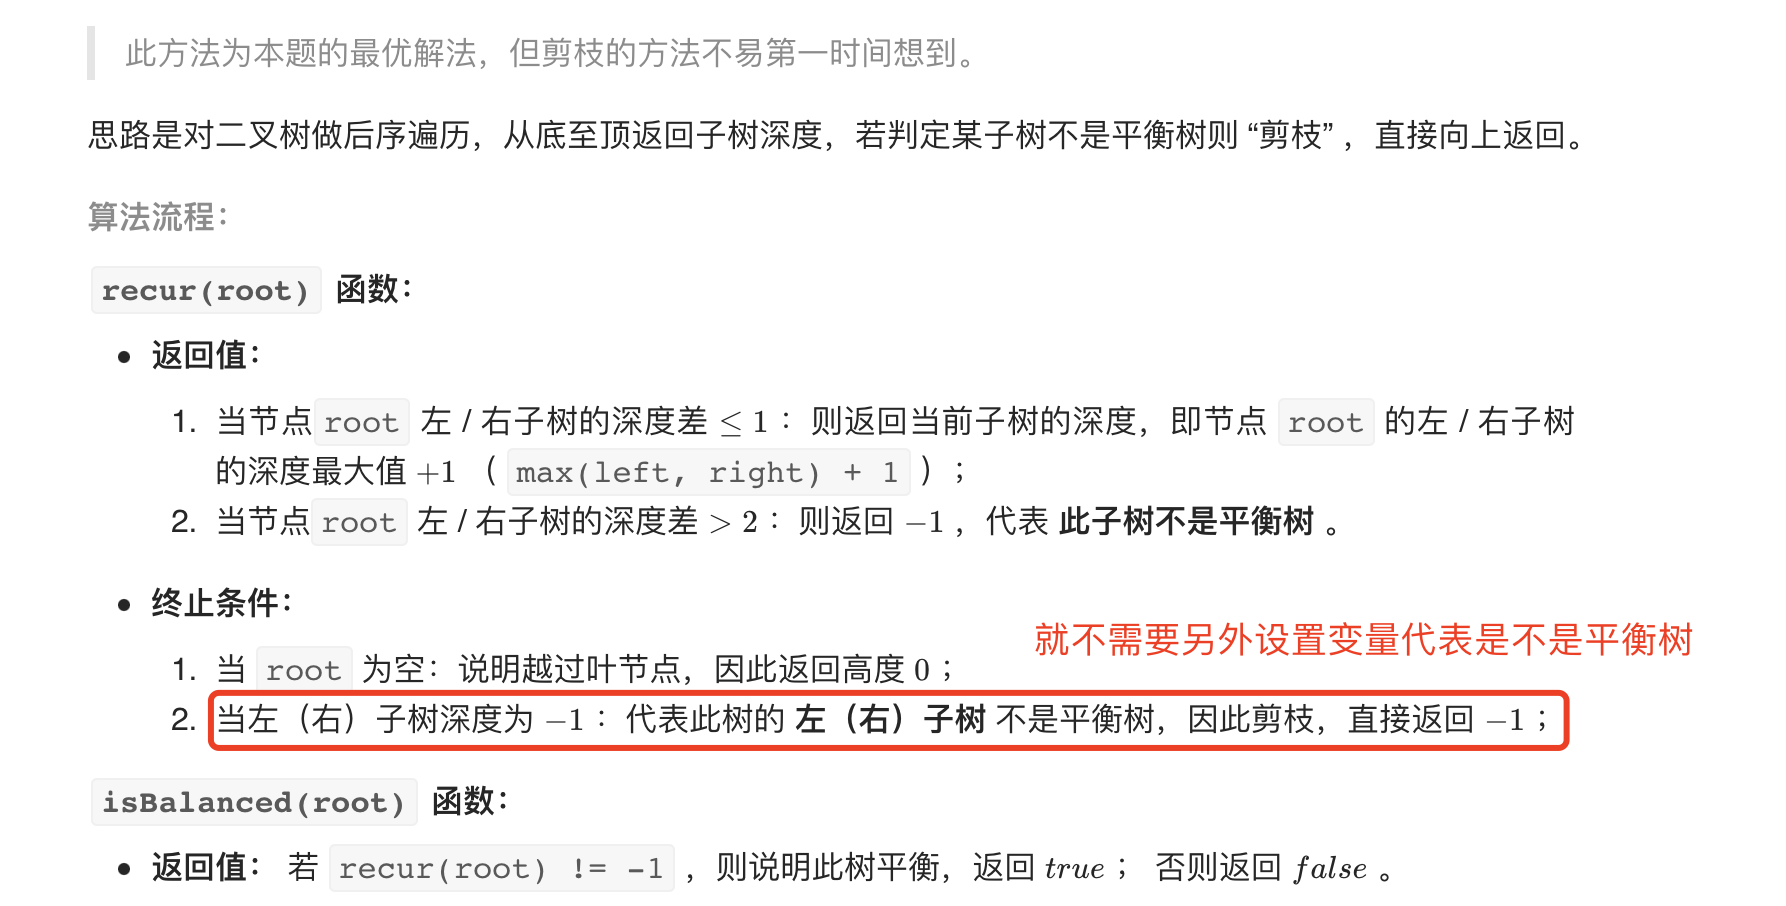 此方法为本题的最优解法，但剪枝的方法不易第一时间想到。
思路是对二叉树做后序遍历，从底至顶返回子树深度，若判定某子树不是平衡树则 “剪枝” ，直接向上返回。
算法流程：
recur(root) 函数：
• 返回值：
1. 当节点 root 左 / 右子树的深度差 ≤ 1 ：则返回当前子树的深度，即节点 root 的左 / 右子树
的深度最大值 +1 （ max(left, right) + 1 ）；
2. 当节点 root 左 / 右子树的深度差 > 2 ：则返回 −1 ，代表 此子树不是平衡树 。
• 终止条件：
就不需要另外设置变量代表是不是平衡树
1. 当 root 为空：说明越过叶节点，因此返回高度 0 ；
2. 当左（右）子树深度为 −1 ：代表此树的 左（右）子树 不是平衡树，因此剪枝，直接返回 −1 ；
isBalanced(root) 函数：
• 返回值： 若 recur(root) != -1 ，则说明此树平衡，返回 true ； 否则返回 false 。